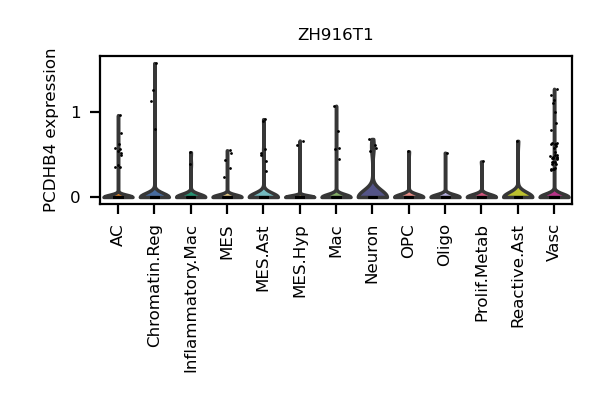 ZH916T1
PCDHB4 expression
1
0
AC
Chromatin.Reg
Inflammatory.Mac
MES
MES.Ast
MES.Hyp
Mac
Neuron
OPC
Oligo
Prolif.Metab
Reactive.Ast
Vasc